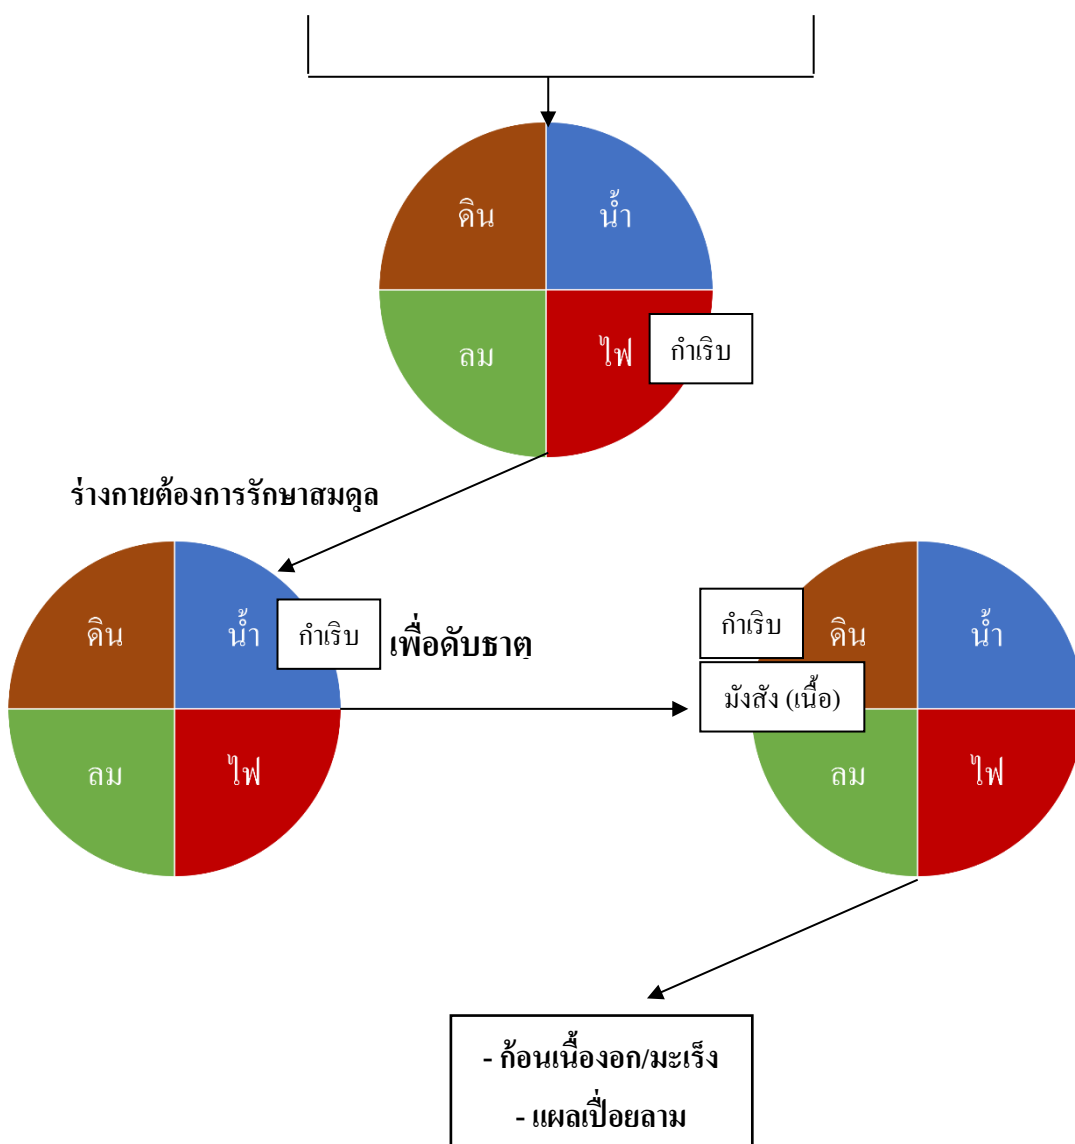 ดิน น้ำ
ลม ไฟ กำเริบ
ร่างกายต้องการรักษาสมดุล
ดิน น้ำ กำเริบ
เพื่อดับธาตุ
ลม ไฟ
กำเริบ ดิน น้ำ
มังสัง (เนื้อ)
ลม ไฟ
- ก้อนเนื้องอก/มะเร็ง
- แผลเปื่อยลาม